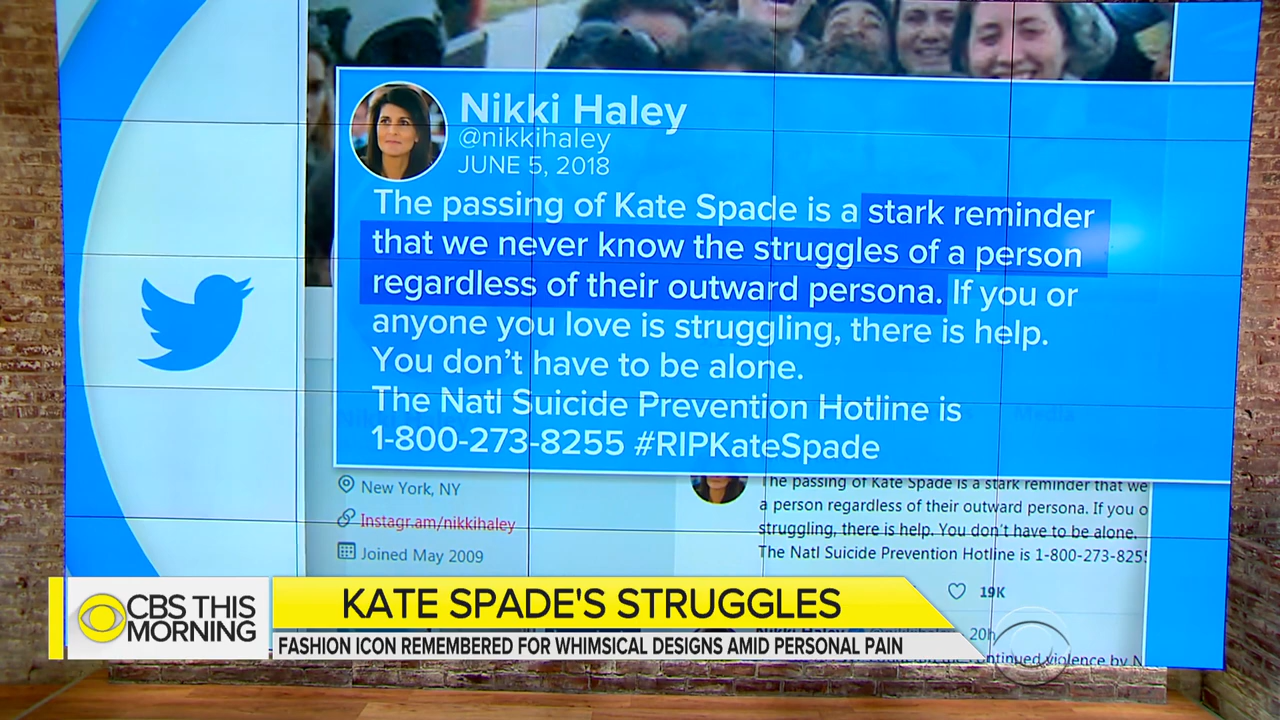 Nikki Haley
@nikkihaley
JUNE 5, 2018
The passing of Kate Spade is a stark reminder
that we never know the struggles of a person
regardless of their outward persona. If you or
anyone you love is struggling, there is help.
You don't have to be alone.
The Natl Suicide Prevention Hotline is
1-800-273-8255 #RIPKateSpade
New York, NY
Instagr.am/nikkihaley
Joined May 2009
The passing of Kate Spade is a stark reminder that we
a person regardless of their outward persona. If you o
struggling, there is help. You don't have to be alone.
The Natl Suicide Prevention Hotline is 1-800-273-825
19K
20h
ntinued violence by N
CBS THIS
MORNING
KATE SPADE'S STRUGGLES
FASHION ICON REMEMBERED FOR WHIMSICAL DESIGNS AMID PERSONAL PAIN